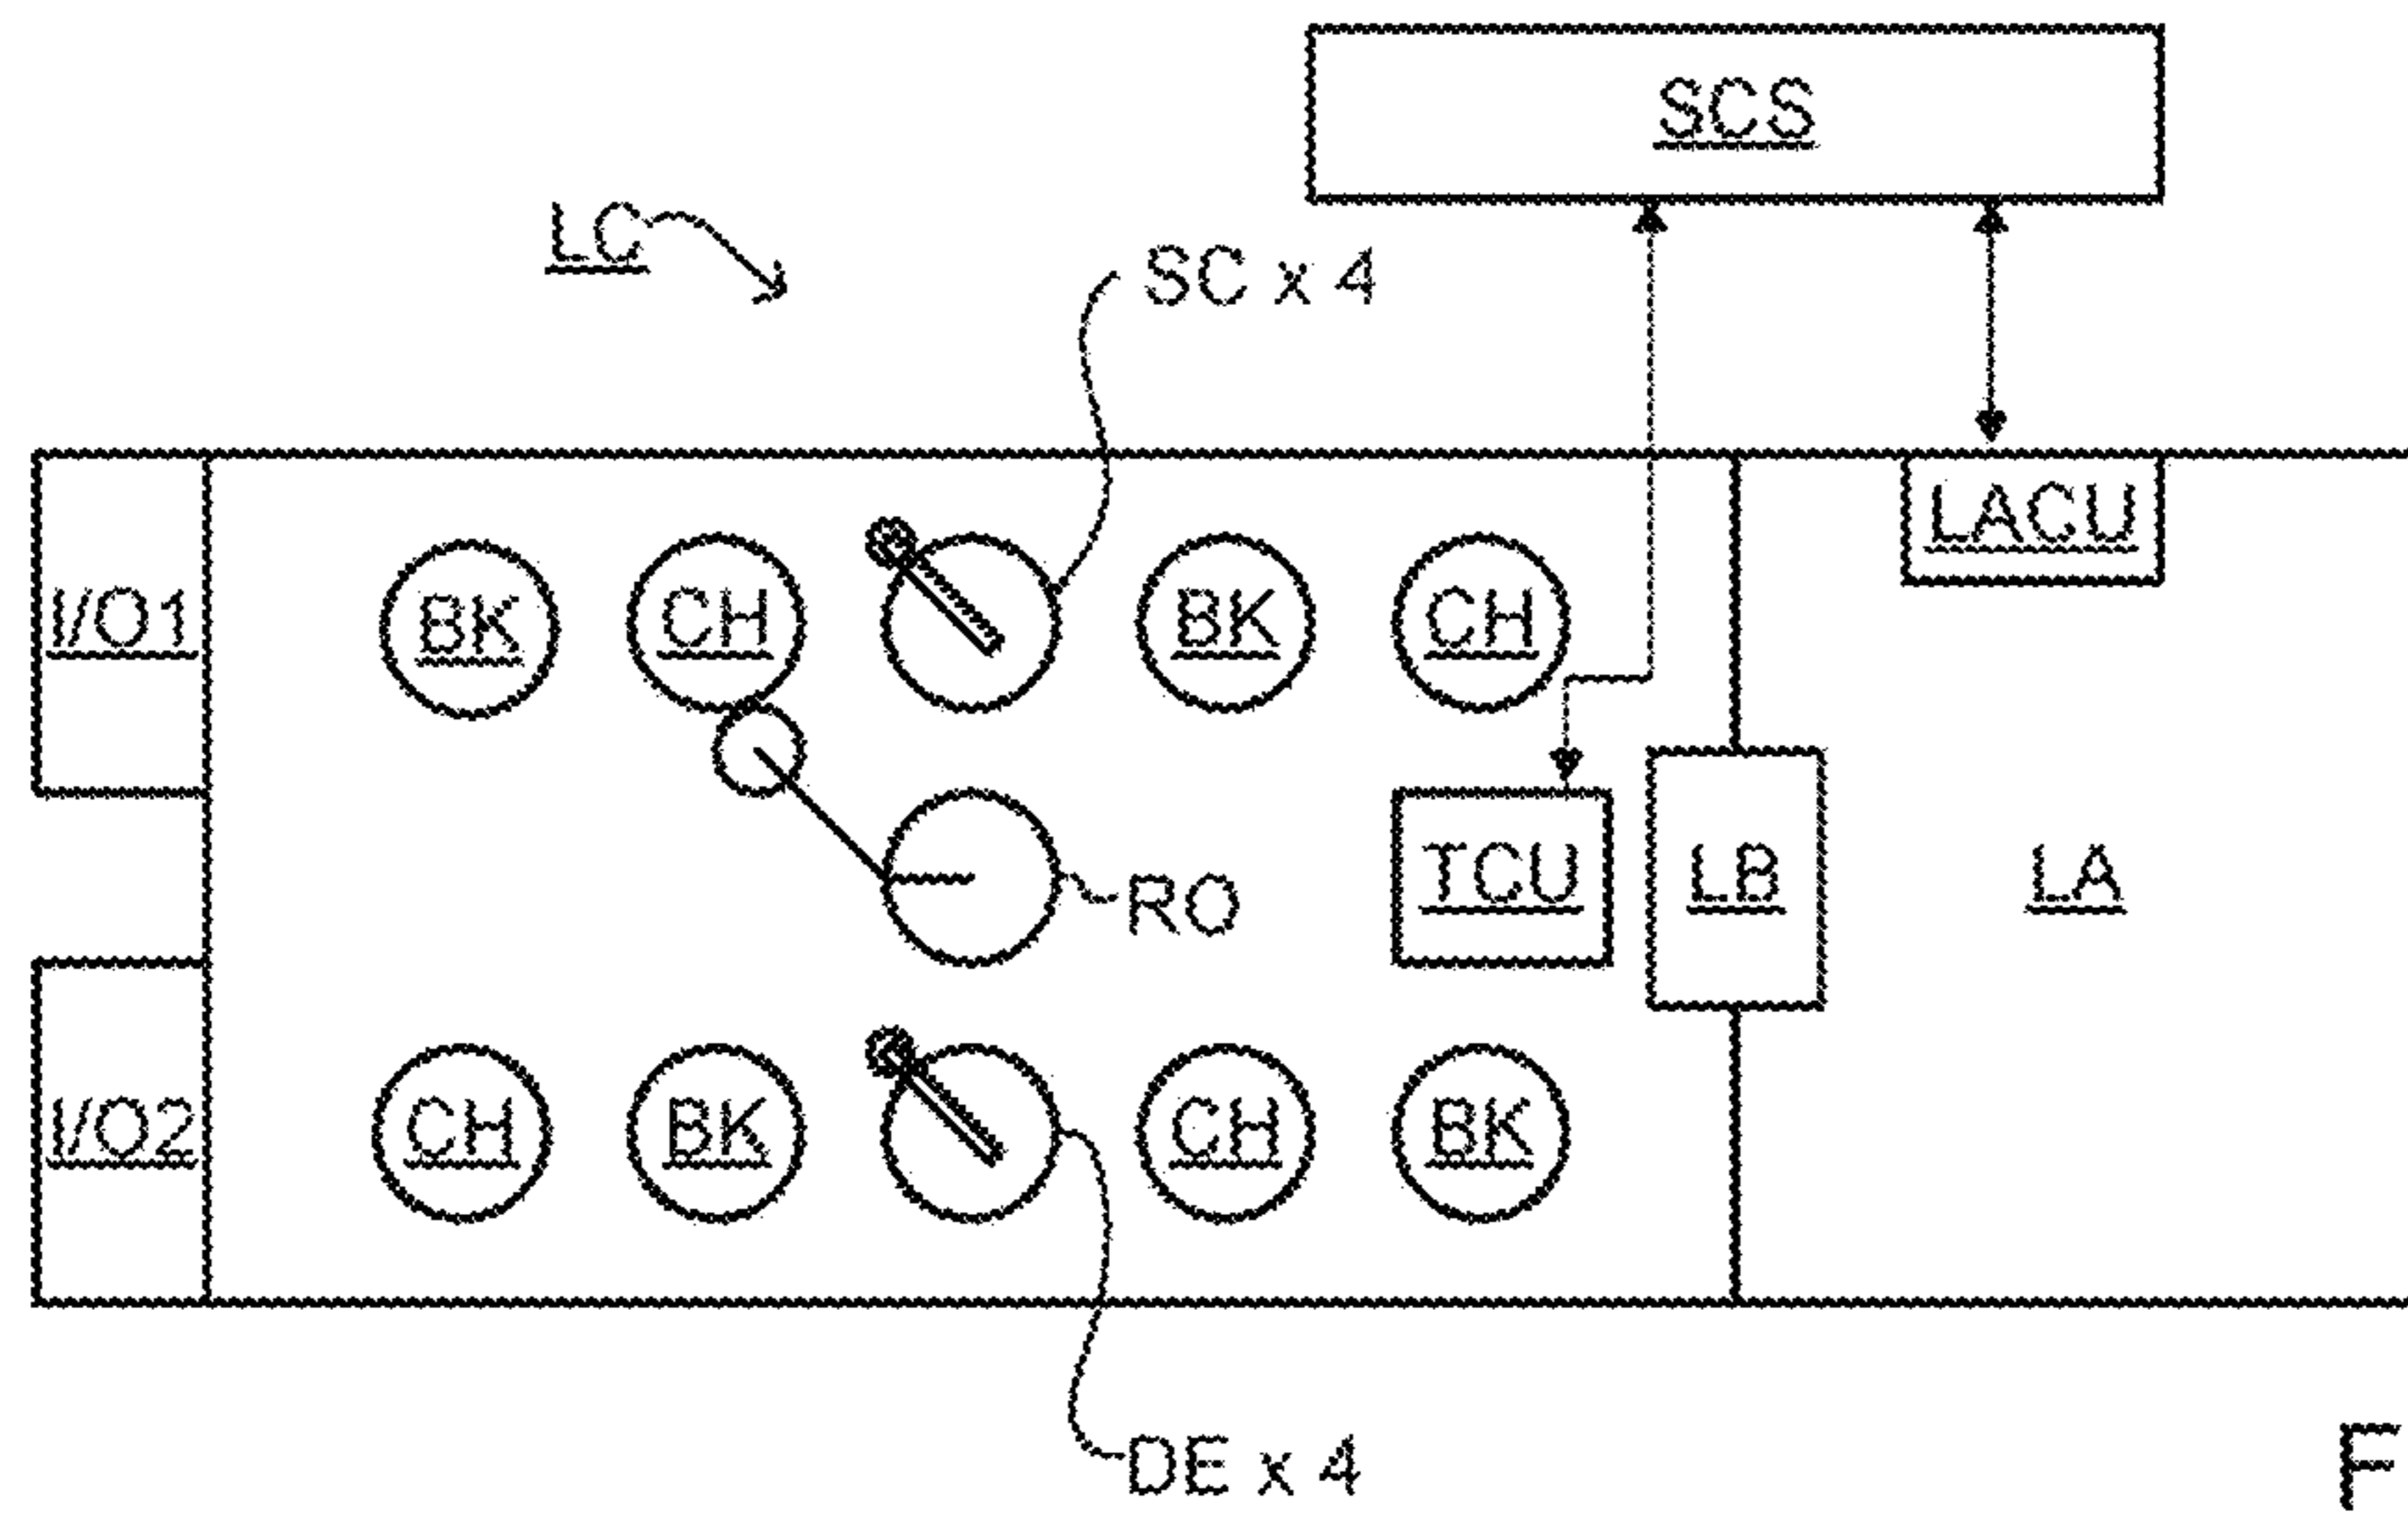 SCS
LC
SC x 4
LACU
I/O1
BK
CH
BK
CH
RO
TCU
LB
LA
I/O2
CH
BK
CH
BK
DE x 4
F